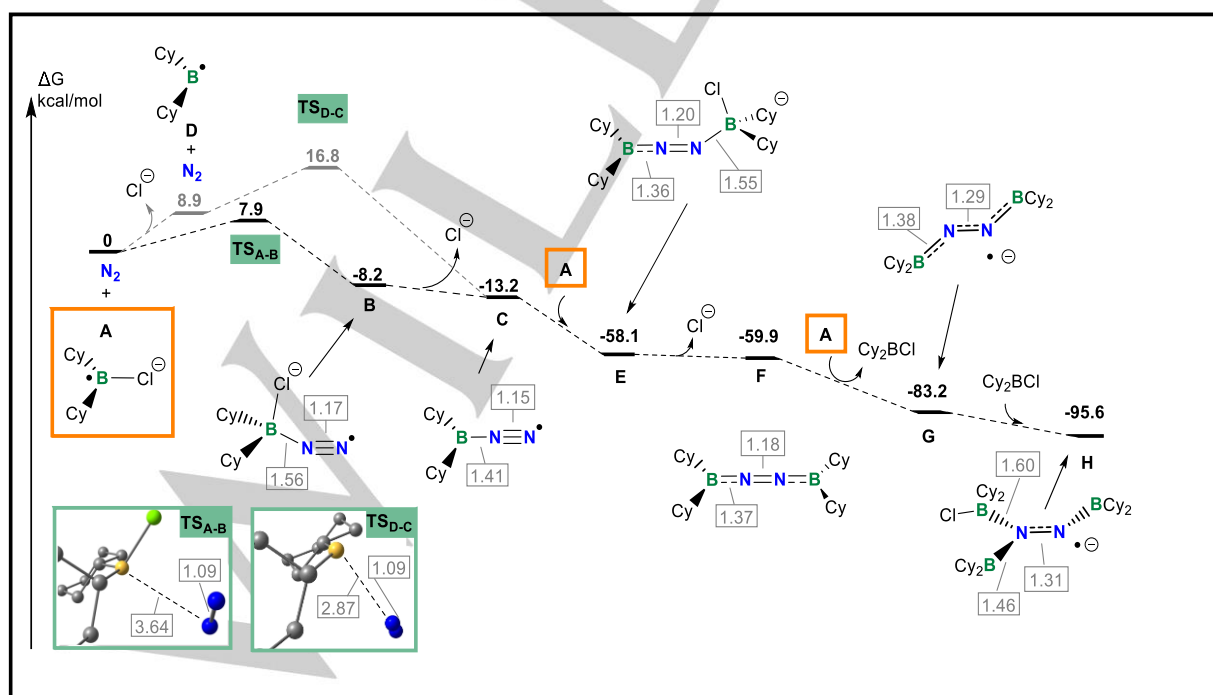 ΔG
kcal/mol
Cy
B•
Cy
D
+
N2
Cl⊖
8.9
TSD-C
16.8
0
N2
+
7.9
TSA-B
A
Cy
•B—Cl⊖
Cy
-8.2
B
Cl⊖
-13.2
C
A
Cl⊖
Cy
B
Cy
N≡N•
1.17
1.56
Cy
B—N≡N•
Cy
1.15
1.41
Cy
B=N=N
Cy
Cl
B
Cy⊖
Cy
1.20
1.36
1.55
-58.1
E
Cl⊖
-59.9
F
A
Cy2BCl
-83.2
G
Cy2BCl
-95.6
H
1.29
BCy2
1.38
N=N
Cy2B
•⊖
Cy
B=N=N=B
Cy
Cy
Cy
1.18
1.37
1.60
Cy2
Cl
B
BCy2
N=N
•⊖
Cy2B
1.31
1.46
TSA-B
1.09
3.64
TSD-C
1.09
2.87